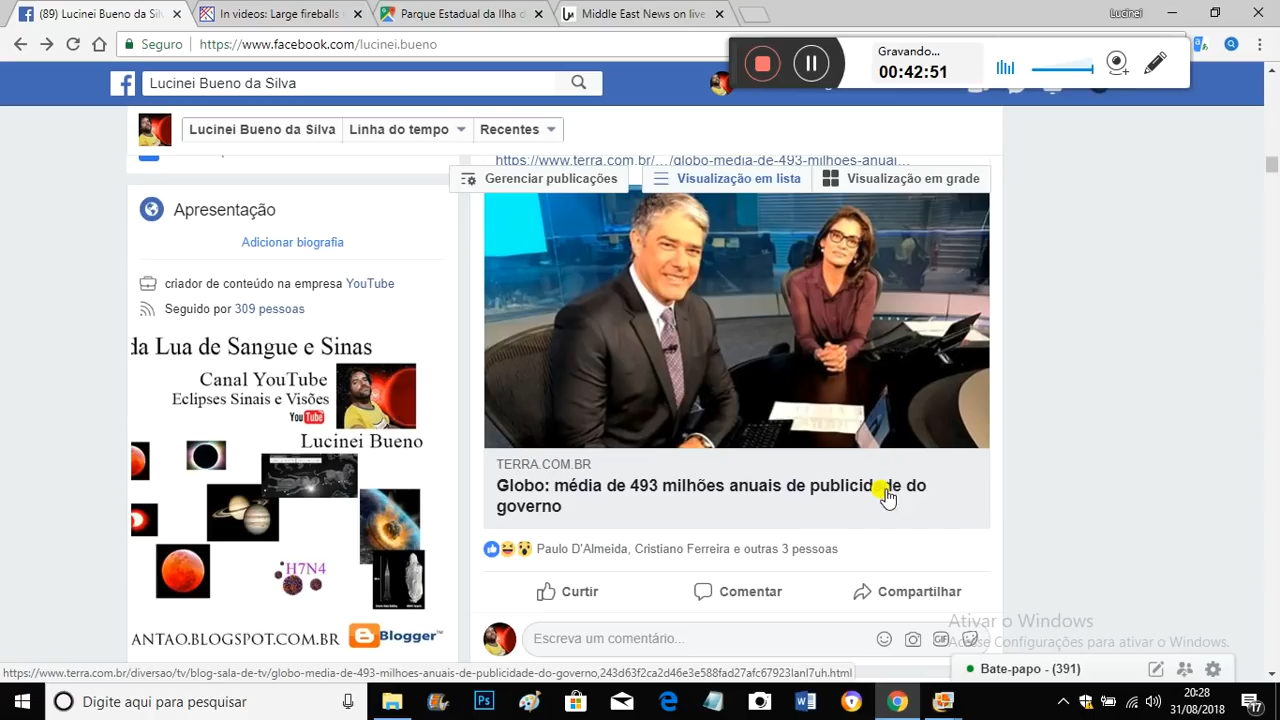 (89) Lucinei Bueno da Silva
In videos: Large fireballs
Parque Estadual da Ilha d
Middle East News on live
Lucinei
Seguro
https://www.facebook.com/lucinei.bueno
Gravando...
00:42:51
Lucinei Bueno da Silva
Lucinei Bueno da Silva
Linha do tempo
Recentes
https://www.terra.com.br/…/globo-media-de-493-milhoes-anuai…
Gerenciar publicações
Visualização em lista
Visualização em grade
Apresentação
Adicionar biografia
criador de conteúdo na empresa YouTube
Seguido por 309 pessoas
da Lua de Sangue e Sinas
Canal YouTube
Eclipses Sinais e Visões
YouTube
Lucinei Bueno
H7N4
ANTAO.BLOGSPOT.COM.BR
Blogger™
TERRA.COM.BR
Globo: média de 493 milhões anuais de publicidade do
governo
Paulo D'Almeida, Cristiano Ferreira e outras 3 pessoas
Curtir
Comentar
Compartilhar
Escreva um comentário...
GIF
Ativar o Windows
Acesse Configurações para ativar o Windows.
Bate-papo - (391)
https://www.terra.com.br/diversao/tv/blog-sala-de-tv/globo-media-de-493-milhoes-anuais-de-publicidade-do-governo,243d63f2ca2d46e3e588fad27afc67923lanl7uh.html
Digite aqui para pesquisar
20:28
31/08/2018
17